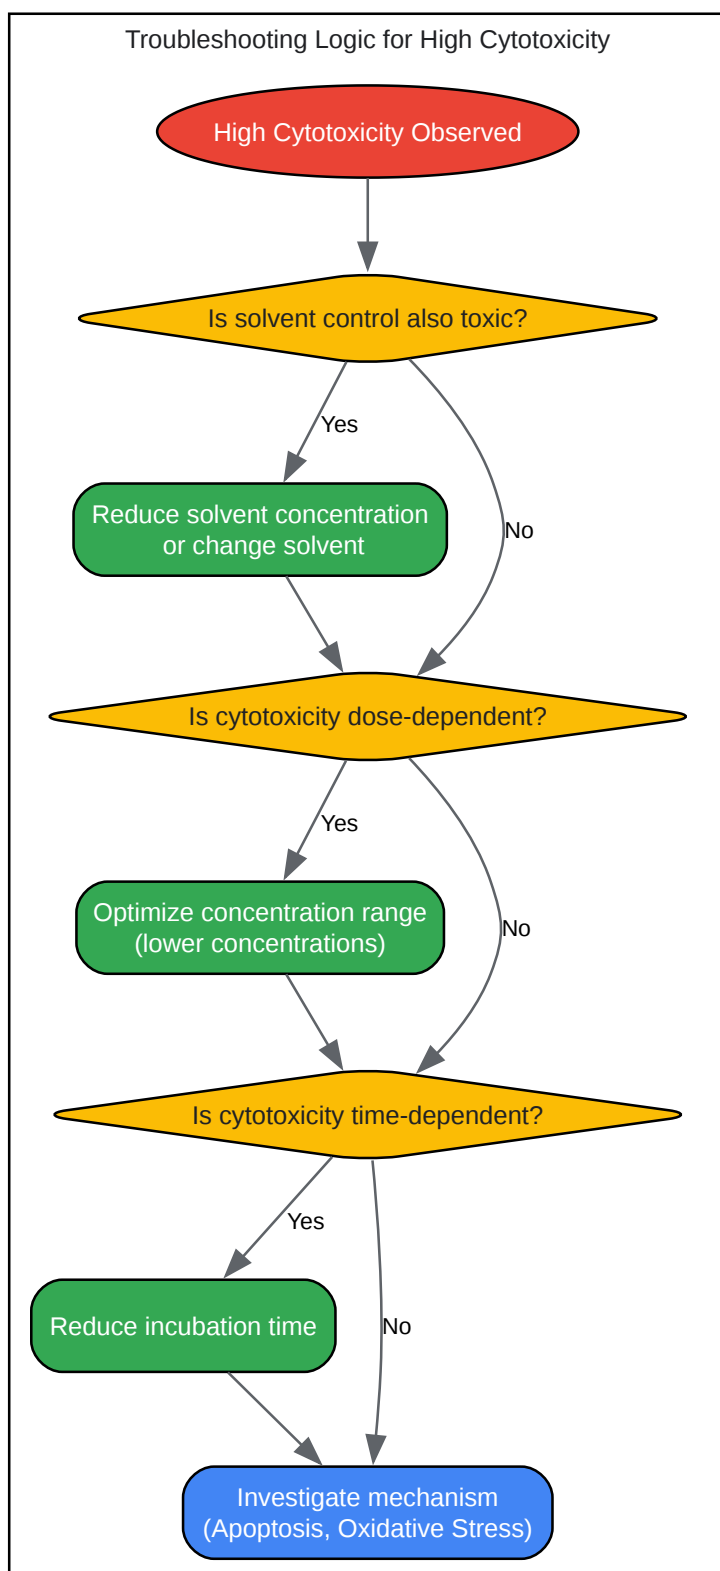 Troubleshooting Logic for High Cytotoxicity
High Cytotoxicity Observed
Is solvent control also toxic?
Yes
Reduce solvent concentration
or change solvent
No
Is cytotoxicity dose-dependent?
Yes
Optimize concentration range
(lower concentrations)
No
Is cytotoxicity time-dependent?
Yes
Reduce incubation time
No
Investigate mechanism
(Apoptosis, Oxidative Stress)